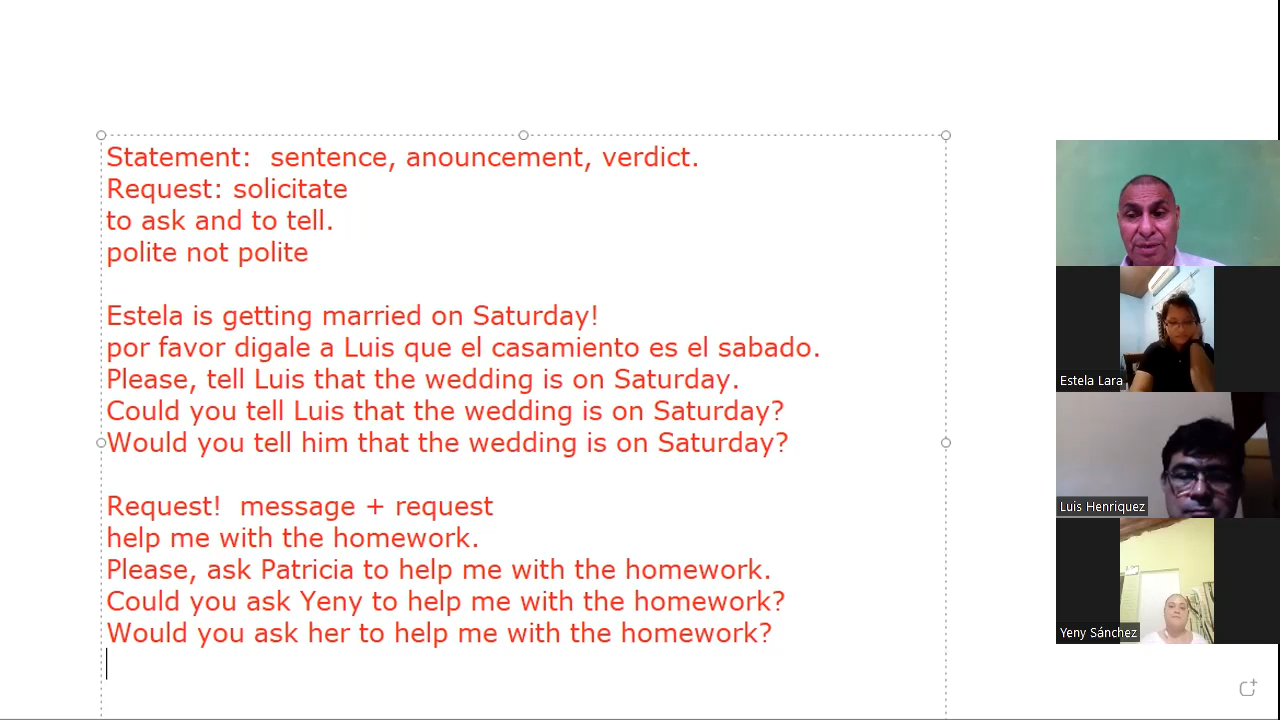 Statement:  sentence, anouncement, verdict.
Request: solicitate
to ask and to tell.
polite not polite
Estela is getting married on Saturday!
por favor digale a Luis que el casamiento es el sabado.
Please, tell Luis that the wedding is on Saturday.
Could you tell Luis that the wedding is on Saturday?
Would you tell him that the wedding is on Saturday?
Request!  message + request
help me with the homework.
Please, ask Patricia to help me with the homework.
Could you ask Yeny to help me with the homework?
Would you ask her to help me with the homework?
Estela Lara
Luis Henriquez
Yeny Sánchez